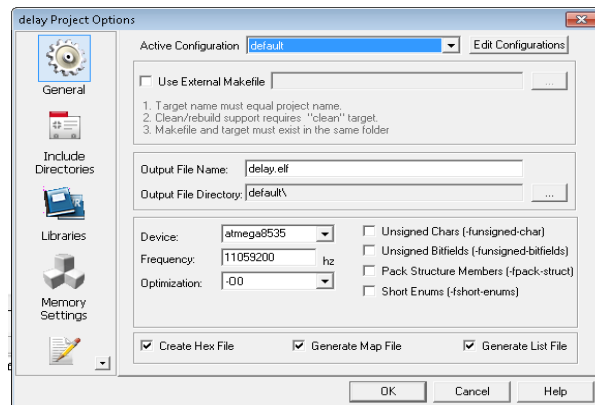 delay Project Options
General
Include
Directories
Libraries
Memory
Settings
Active Configuration default Edit Configurations
Use External Makefile ...
1. Target name must equal project name.
2. Clean/rebuild support requires "clean" target.
3. Makefile and target must exist in the same folder
Output File Name: delay.elf
Output File Directory: default\ ...
Device: atmega8535
Frequency: 11059200 hz
Optimization: -O0
Unsigned Chars (-funsigned-char)
Unsigned Bitfields (-funsigned-bitfields)
Pack Structure Members (-fpack-struct)
Short Enums (-fshort-enums)
Create Hex File Generate Map File Generate List File
OK Cancel Help